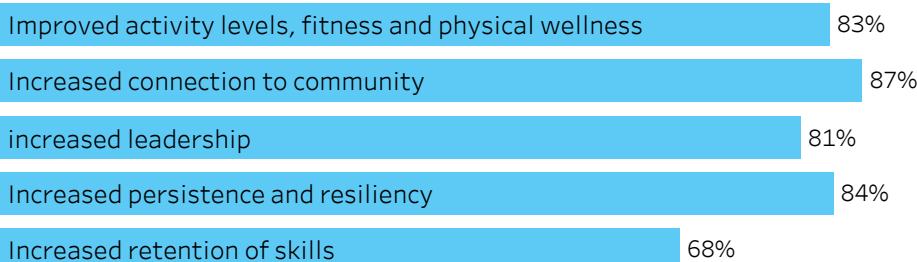 Improved activity levels, fitness and physical wellness 83%
Increased connection to community 87%
increased leadership 81%
Increased persistence and resiliency 84%
Increased retention of skills 68%